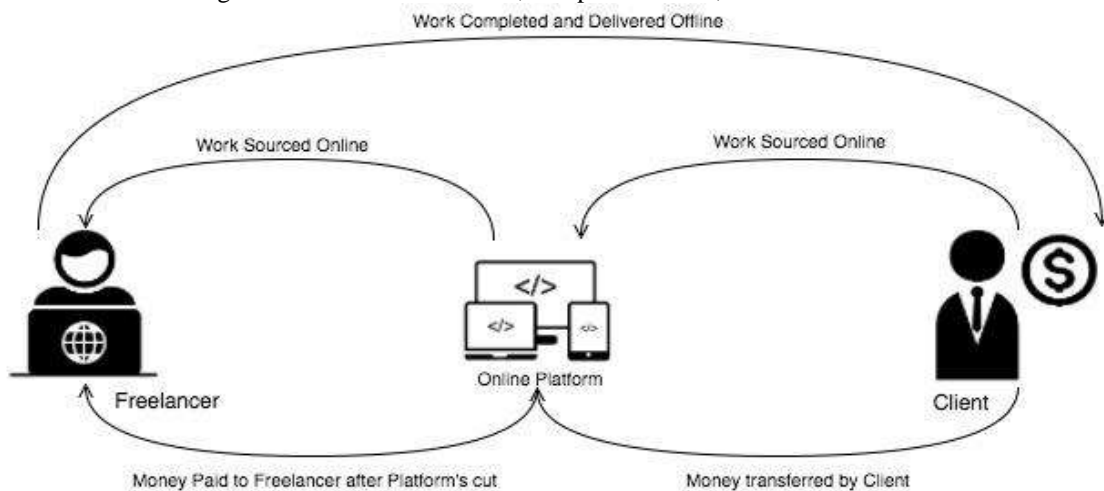 Work Completed and Delivered Offline
Work Sourced Online
Work Sourced Online
</>
</>
</>
Online Platform
Freelancer
Client
Money Paid to Freelancer after Platform's cut
Money transferred by Client